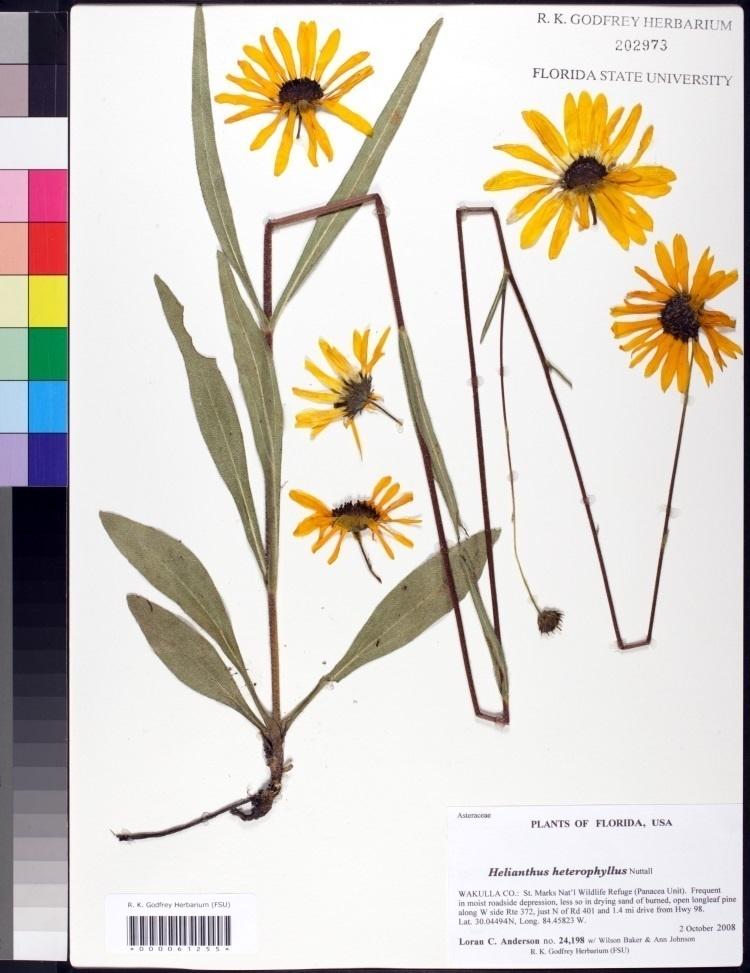 R. K. GODFREY HERBARIUM
202973
FLORIDA STATE UNIVERSITY
Asteraceae
PLANTS OF FLORIDA, USA
Helianthus heterophyllus Nuttall
WAKULLA CO.: St. Marks Nat'l Wildlife Refuge (Panacea Unit). Frequent
in moist roadside depression, less so in drying sand of burned, open longleaf pine
along W side Rte 372, just N of Rd 401 and 1.4 mi drive from Hwy 98.
Lat. 30.04494N, Long. 84.45823 W.
2 October 2008
Loran C. Anderson no. 24,198 w/ Wilson Baker & Ann Johnson
R. K. Godfrey Herbarium (FSU)
R. K. Godfrey Herbarium (FSU)
*000061255*